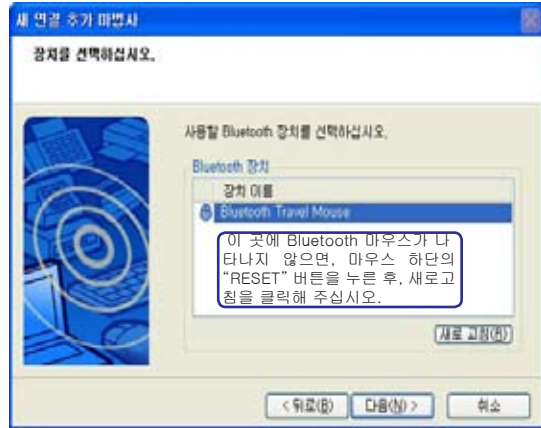 새 연결 추가 마법사
장치를 선택하십시오.
사용할 Bluetooth 장치를 선택하십시오.
Bluetooth 장치
장치 이름
Bluetooth Travel Mouse
이 곳에 Bluetooth 마우스가 나
타나지 않으면, 마우스 하단의
“RESET” 버튼을 누른 후, 새로고
침을 클릭해 주십시오.
새로 고침(R)
< 뒤로(B)
다음(N) >
취소